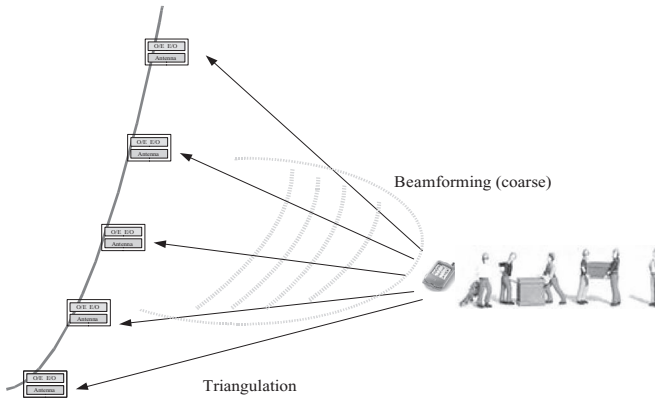 O/E E/O
Antenna
O/E E/O
Antenna
Beamforming (coarse)
O/E E/O
Antenna
O/E E/O
Antenna
O/E E/O
Antenna
Triangulation